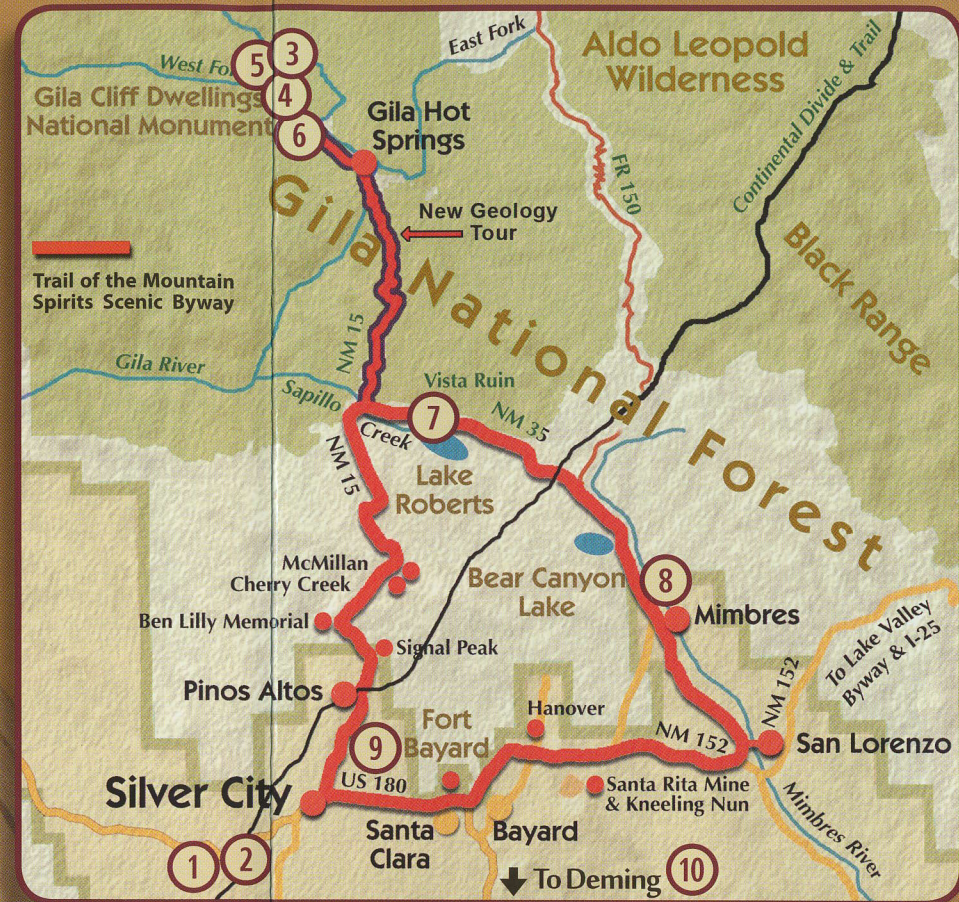 East Fork
Aldo Leopold
Wilderness
Continental Divide & Trail
5
3
West Fo
Gila Cliff Dwellings
National Monument
4
6
Gila Hot
Springs
FR 150
New Geology
Tour
Gila National Forest
Black Range
Trail of the Mountain
Spirits Scenic Byway
NM 15
Gila River
Sapillo
Creek
Vista Ruin
7
NM 35
NM 15
Lake
Roberts
McMillan
Cherry Creek
Bear Canyon
Lake
8
Mimbres
Ben Lilly Memorial
Signal Peak
To Lake Valley
Byway & I-25
NM 152
Pinos Altos
Fort
Bayard
Hanover
9
NM 152
San Lorenzo
US 180
Silver City
Santa Rita Mine
& Kneeling Nun
Mimbres River
Santa
Clara
Bayard
1
2
To Deming
10